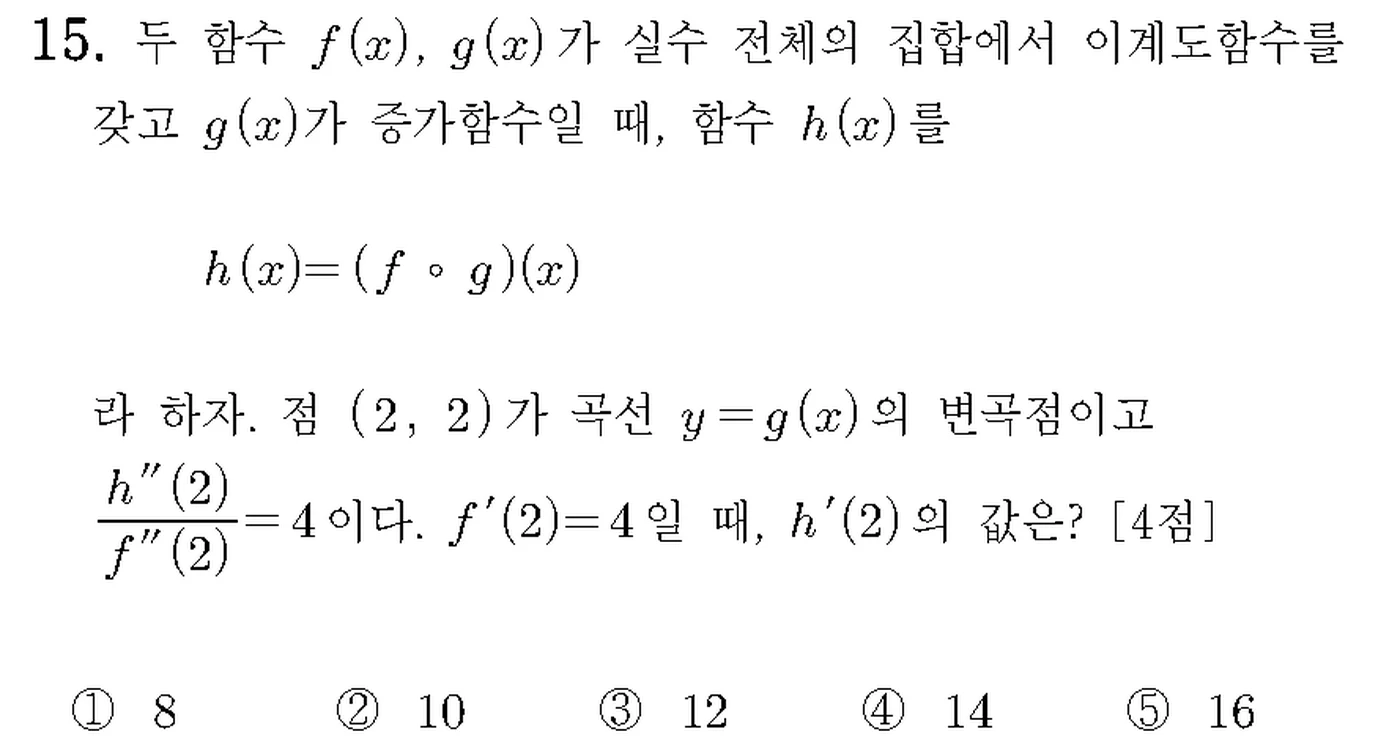 15. 두 함수 f(x), g(x)가 실수 전체의 집합에서 이계도함수를
갖고 g(x)가 증가함수일 때, 함수 h(x)를
h(x)=(f∘g)(x)
라 하자. 점 (2, 2)가 곡선 y=g(x)의 변곡점이고
h″(2)/f″(2)=4이다. f′(2)=4일 때, h′(2)의 값은? [4점]
① 8 ② 10 ③ 12 ④ 14 ⑤ 16